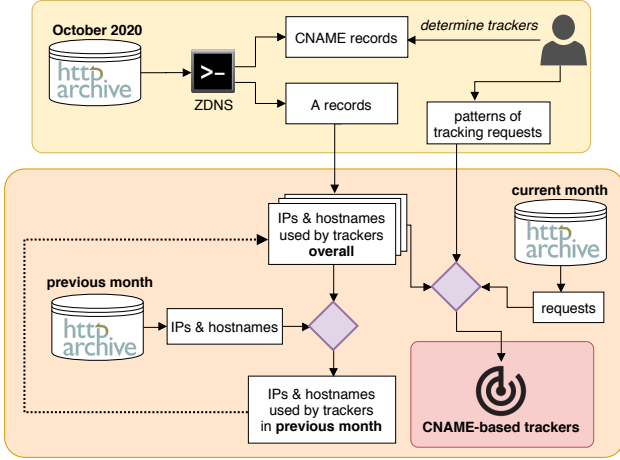 October 2020
http
archive
>–
ZDNS
CNAME records
determine trackers
A records
patterns of
tracking requests
current month
http
archive
requests
IPs & hostnames
used by trackers
overall
previous month
http
archive
IPs & hostnames
IPs & hostnames
used by trackers
in previous month
CNAME-based trackers